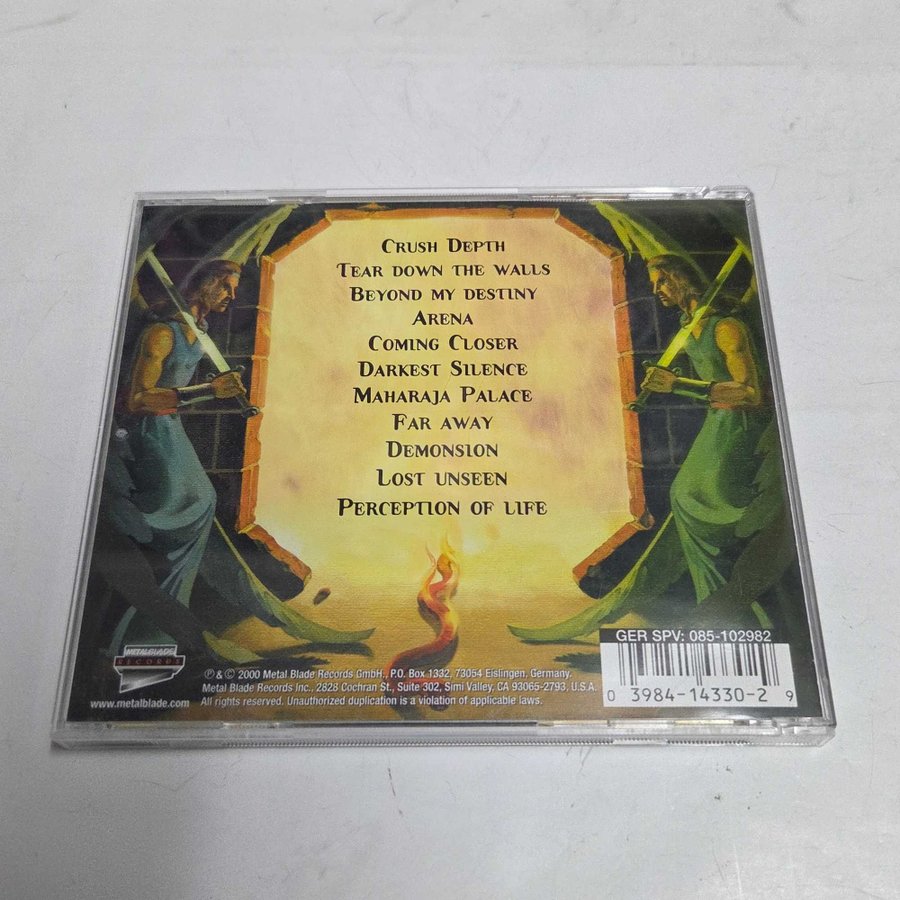 Crush Depth
Tear down the walls
Beyond my destiny
Arena
Coming Closer
Darkest Silence
Maharaja Palace
Far away
Demonsion
Lost unseen
Perception of life
METALBLADE
RECORDS
www.metalblade.com
℗ & © 2000 Metal Blade Records GmbH., P.O. Box 1332, 73054 Eislingen, Germany.
Metal Blade Records Inc., 2828 Cochran St., Suite 302, Simi Valley, CA 93065-2793, U.S.A.
All rights reserved. Unauthorized duplication is a violation of applicable laws.
GER SPV: 085-102982
0 3984-14330-2 9